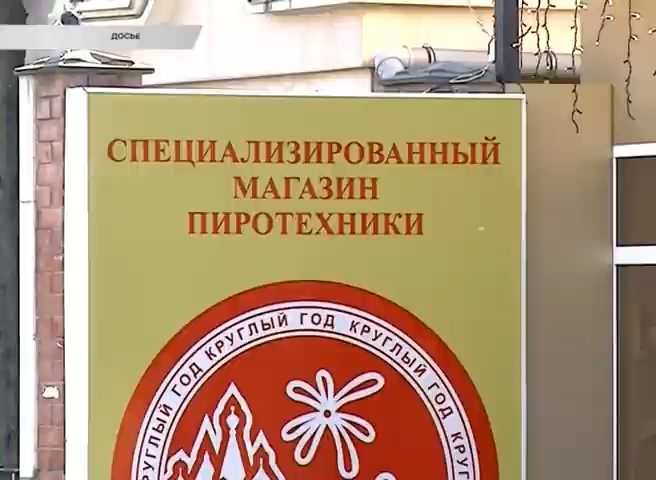 ДОСЬЕ
СПЕЦИАЛИЗИРОВАННЫЙ
МАГАЗИН
ПИРОТЕХНИКИ
КРУГЛЫЙ ГОД КРУГЛЫЙ ГОД КРУГЛЫЙ ГОД